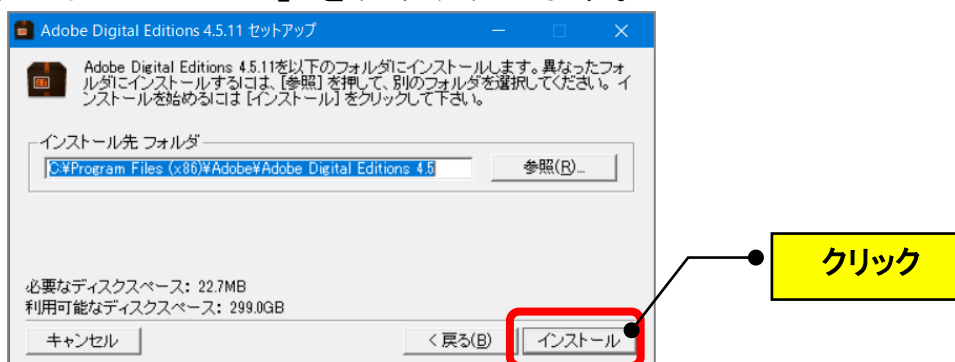 Adobe Digital Editions 4.5.11 セットアップ
Adobe Digital Editions 4.5.11を以下のフォルダにインストールします。異なったフォ
ルダにインストールするには、[参照] を押して、別のフォルダを選択してください。 イ
ンストールを始めるには [インストール] をクリックして下さい。
インストール先 フォルダ
C:¥Program Files (x86)¥Adobe¥Adobe Digital Editions 4.5
参照(R)...
クリック
必要なディスクスペース: 22.7MB
利用可能なディスクスペース: 299.0GB
キャンセル
< 戻る(B)
インストール